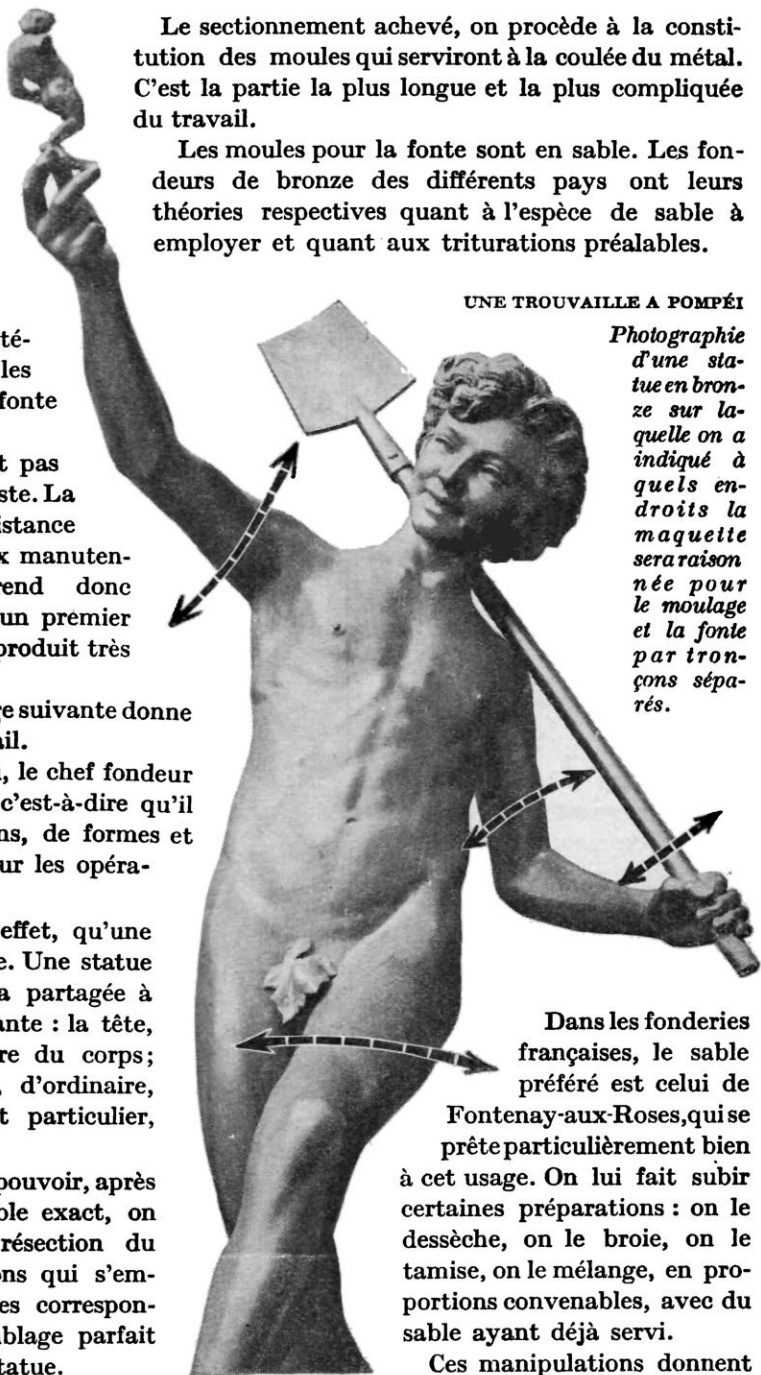 Le sectionnement achevé, on procède à la consti-
tution des moules qui serviront à la coulée du métal.
C'est la partie la plus longue et la plus compliquée
du travail.
Les moules pour la fonte sont en sable. Les fon-
deurs de bronze des différents pays ont leurs
théories respectives quant à l'espèce de sable à
employer et quant aux triturations préalables.
té-
les
fonte
t pas
ste. La
istance
x manuten-
rend donc
un premier
produit très
e suivante donne
ail.
i, le chef fondeur
c'est-à-dire qu'il
ns, de formes et
ur les opéra-
effet, qu'une
e. Une statue
a partagée à
ante : la tête,
re du corps;
, d'ordinaire,
t particulier,
pouvoir, après
ble exact, on
résection du
ons qui s'em-
es correspon-
blage parfait
tatue.
UNE TROUVAILLE A POMPÉI
Photographie
d'une sta-
tue en bron-
ze sur la-
quelle on a
indiqué à
quels en-
droits la
maquette
sera raison
née pour
le moulage
et la fonte
par tron-
çons sépa-
rés.
Dans les fonderies
françaises, le sable
préféré est celui de
Fontenay-aux-Roses, qui se
prête particulièrement bien
à cet usage. On lui fait subir
certaines préparations : on le
dessèche, on le broie, on le
tamise, on le mélange, en pro-
portions convenables, avec du
sable ayant déjà servi.
Ces manipulations donnent